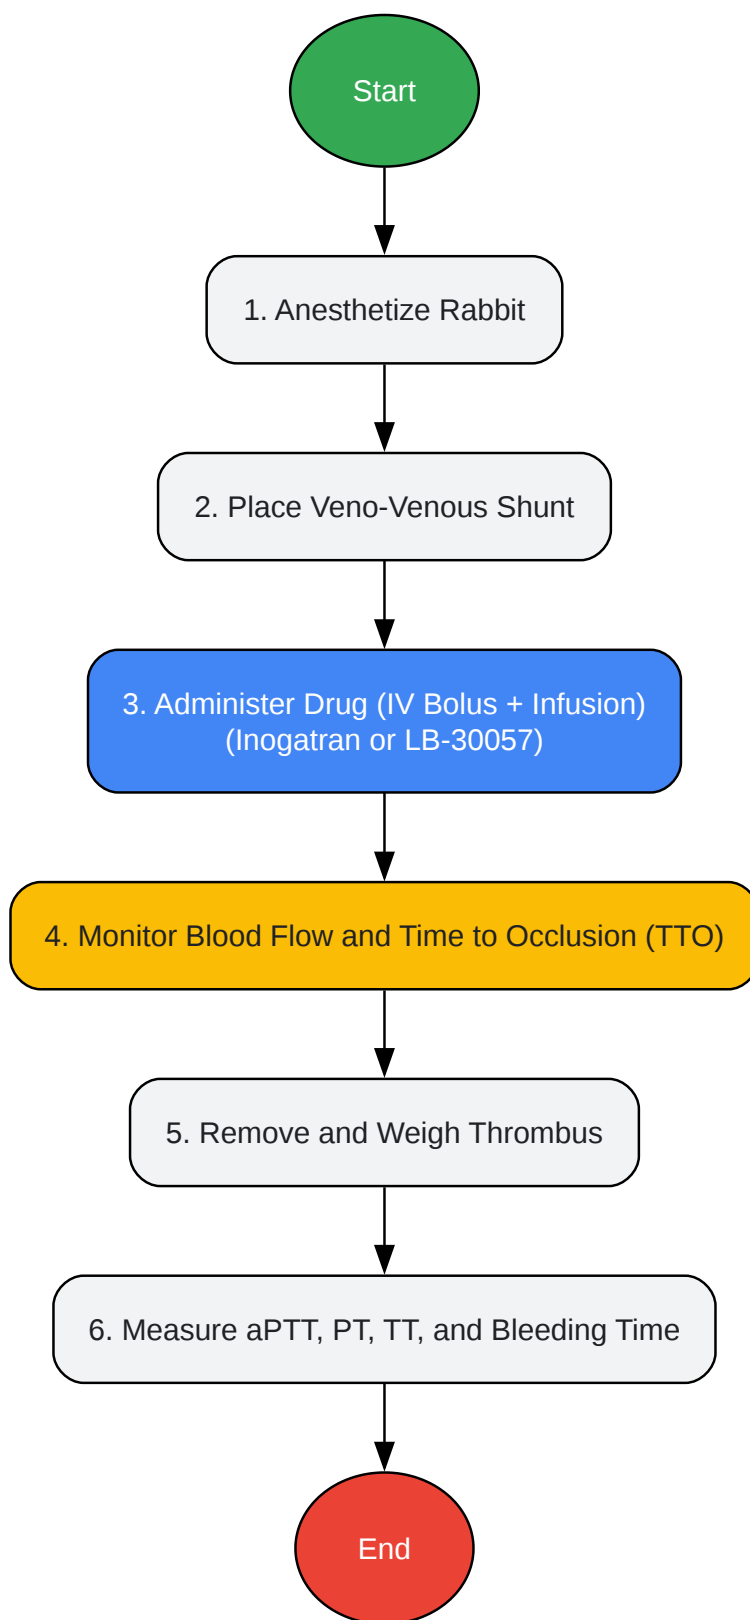 Start
1. Anesthetize Rabbit
2. Place Veno-Venous Shunt
3. Administer Drug (IV Bolus + Infusion)
(Inogatran or LB-30057)
4. Monitor Blood Flow and Time to Occlusion (TTO)
5. Remove and Weigh Thrombus
6. Measure aPTT, PT, TT, and Bleeding Time
End